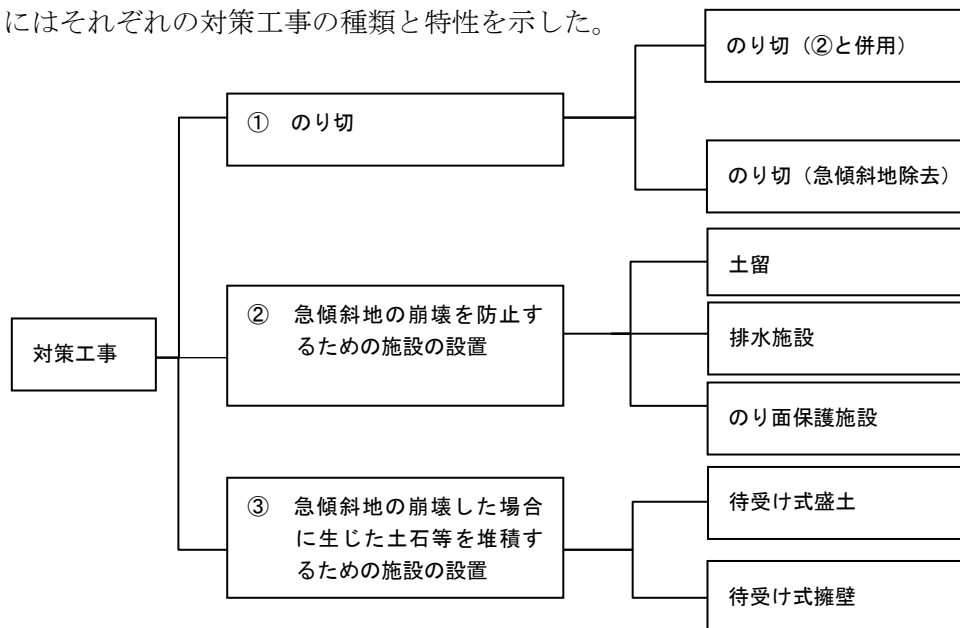 にはそれぞれの対策工事の種類と特性を示した。
対策工事
① のり切
のり切（②と併用）
のり切（急傾斜地除去）
② 急傾斜地の崩壊を防止す
るための施設の設置
土留
排水施設
のり面保護施設
③ 急傾斜地の崩壊した場合
に生じた土石等を堆積す
るための施設の設置
待受け式盛土
待受け式擁壁